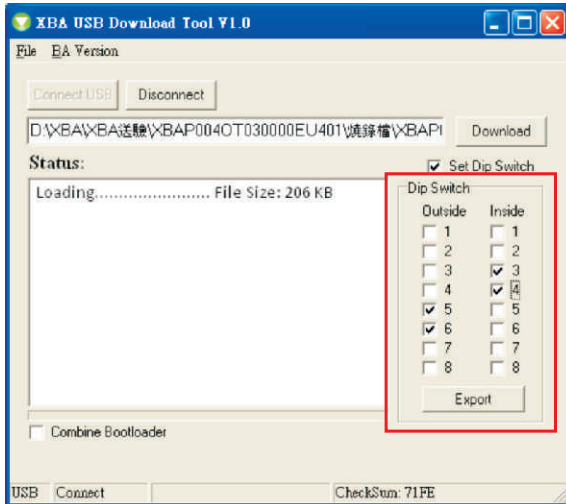 XBA USB Download Tool V1.0
File BA Version
Connect USB Disconnect
D:\XBA\XBA送驗\XBAP004OT030000EU401\燒錄檔\XBAP Download
Status: Set Dip Switch
Loading....................... File Size: 206 KB
Dip Switch
Outside Inside
1 1
2 2
3 3
4 4
5 5
6 6
7 7
8 8
Export
Combine Bootloader
USB Connect CheckSum: 71FE